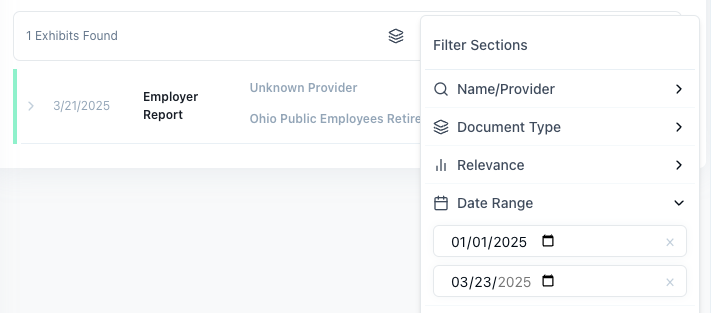 1 Exhibits Found
3/21/2025
Employer
Report
Unknown Provider
Ohio Public Employees Retire
Filter Sections
Name/Provider
Document Type
Relevance
Date Range
01/01/2025
03/23/2025